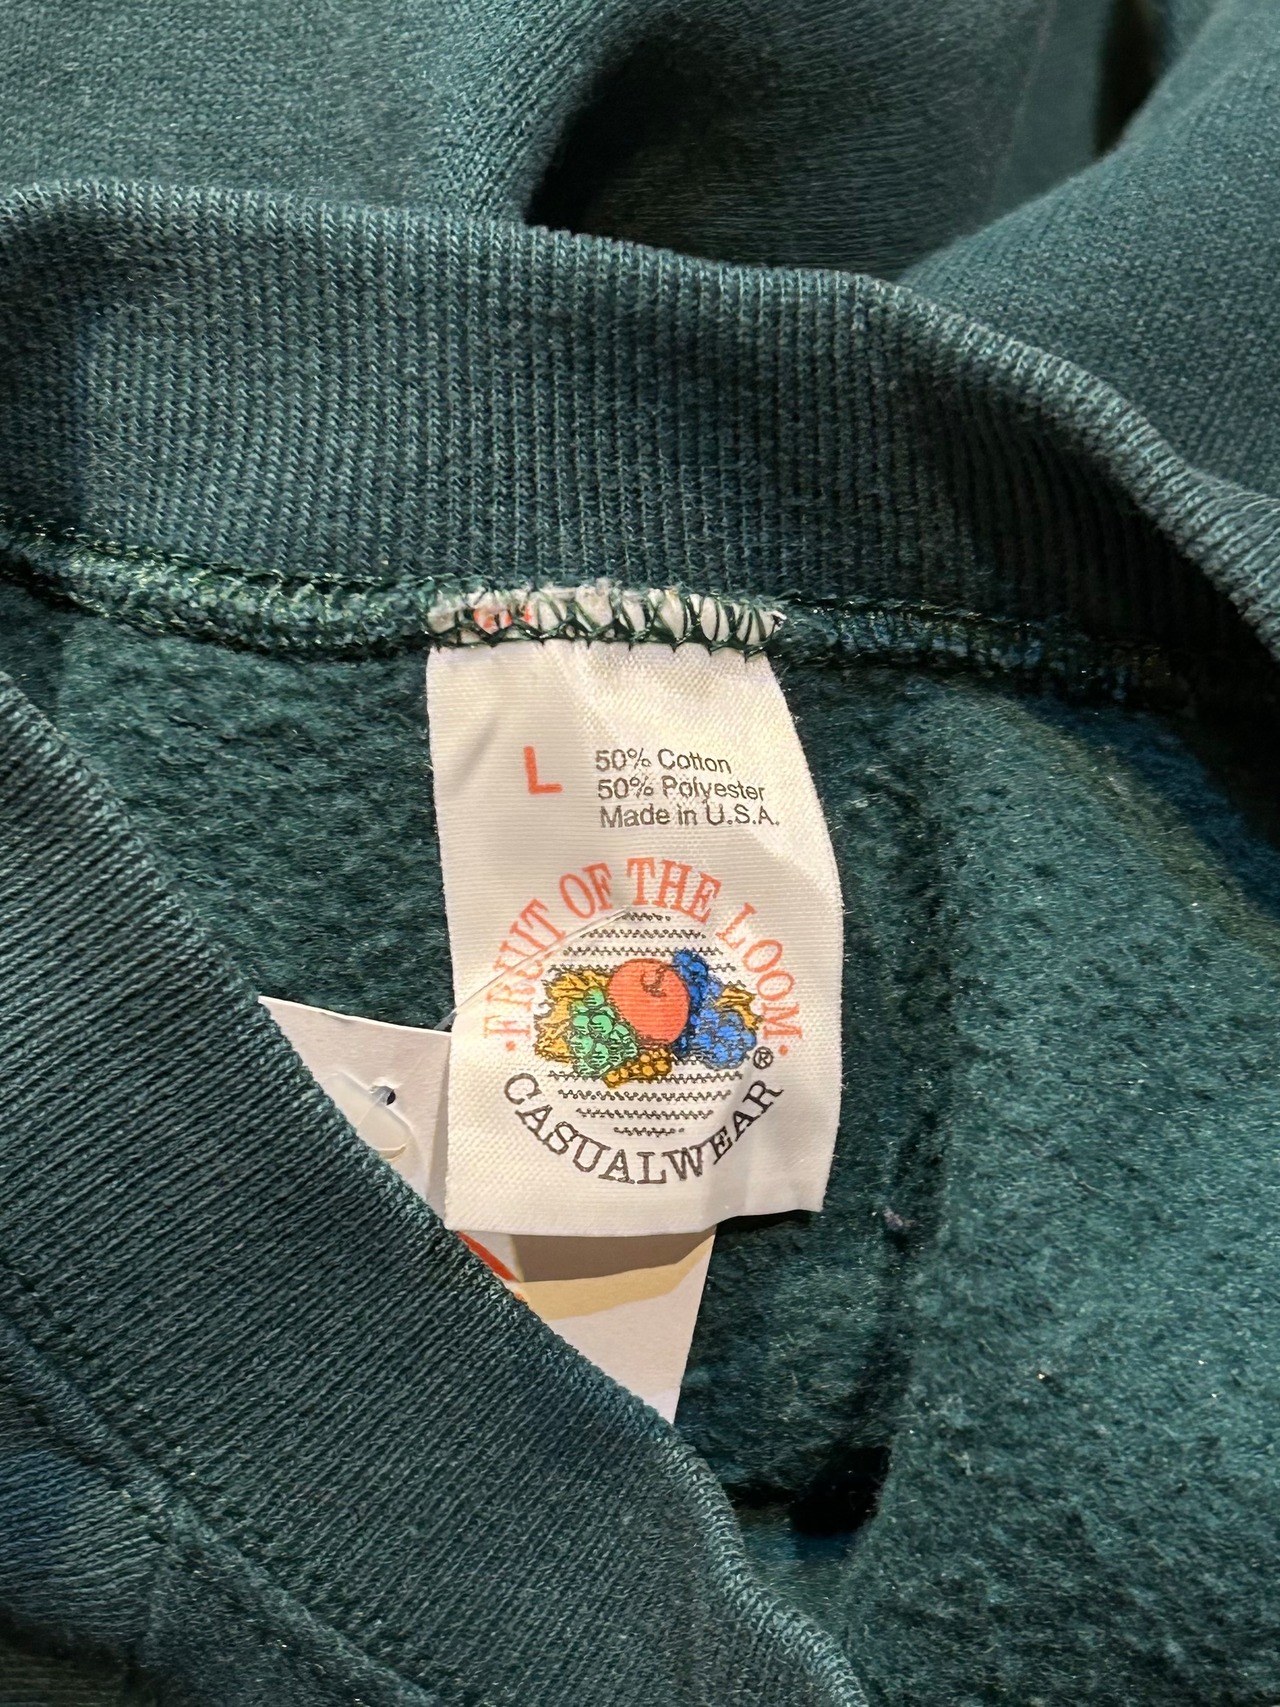 L
50% Cotton
50% Polyester
Made in U.S.A.
·FRUIT OF THE LOOM·
®
CASUALWEAR